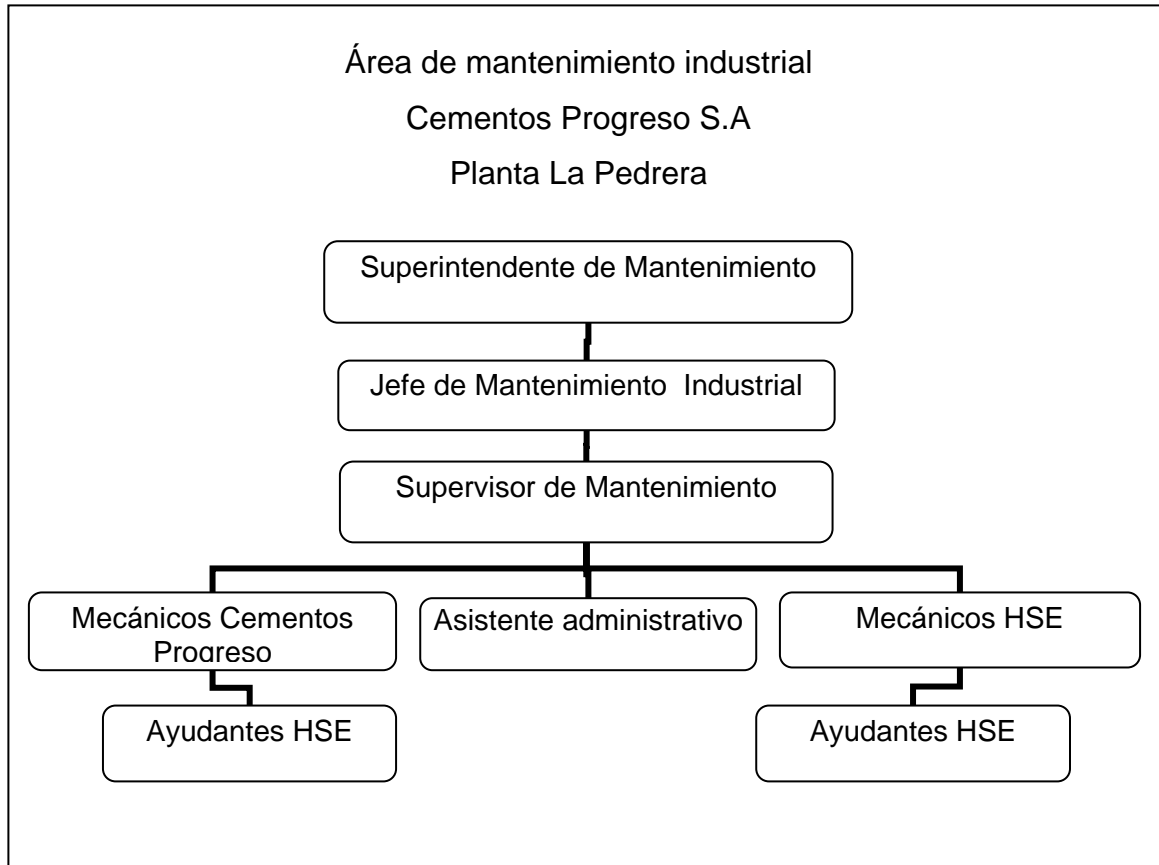 Área de mantenimiento industrial
Cementos Progreso S.A
Planta La Pedrera
Superintendente de Mantenimiento
Jefe de Mantenimiento  Industrial
Supervisor de Mantenimiento
Mecánicos Cementos
Progreso
Asistente administrativo
Mecánicos HSE
Ayudantes HSE
Ayudantes HSE